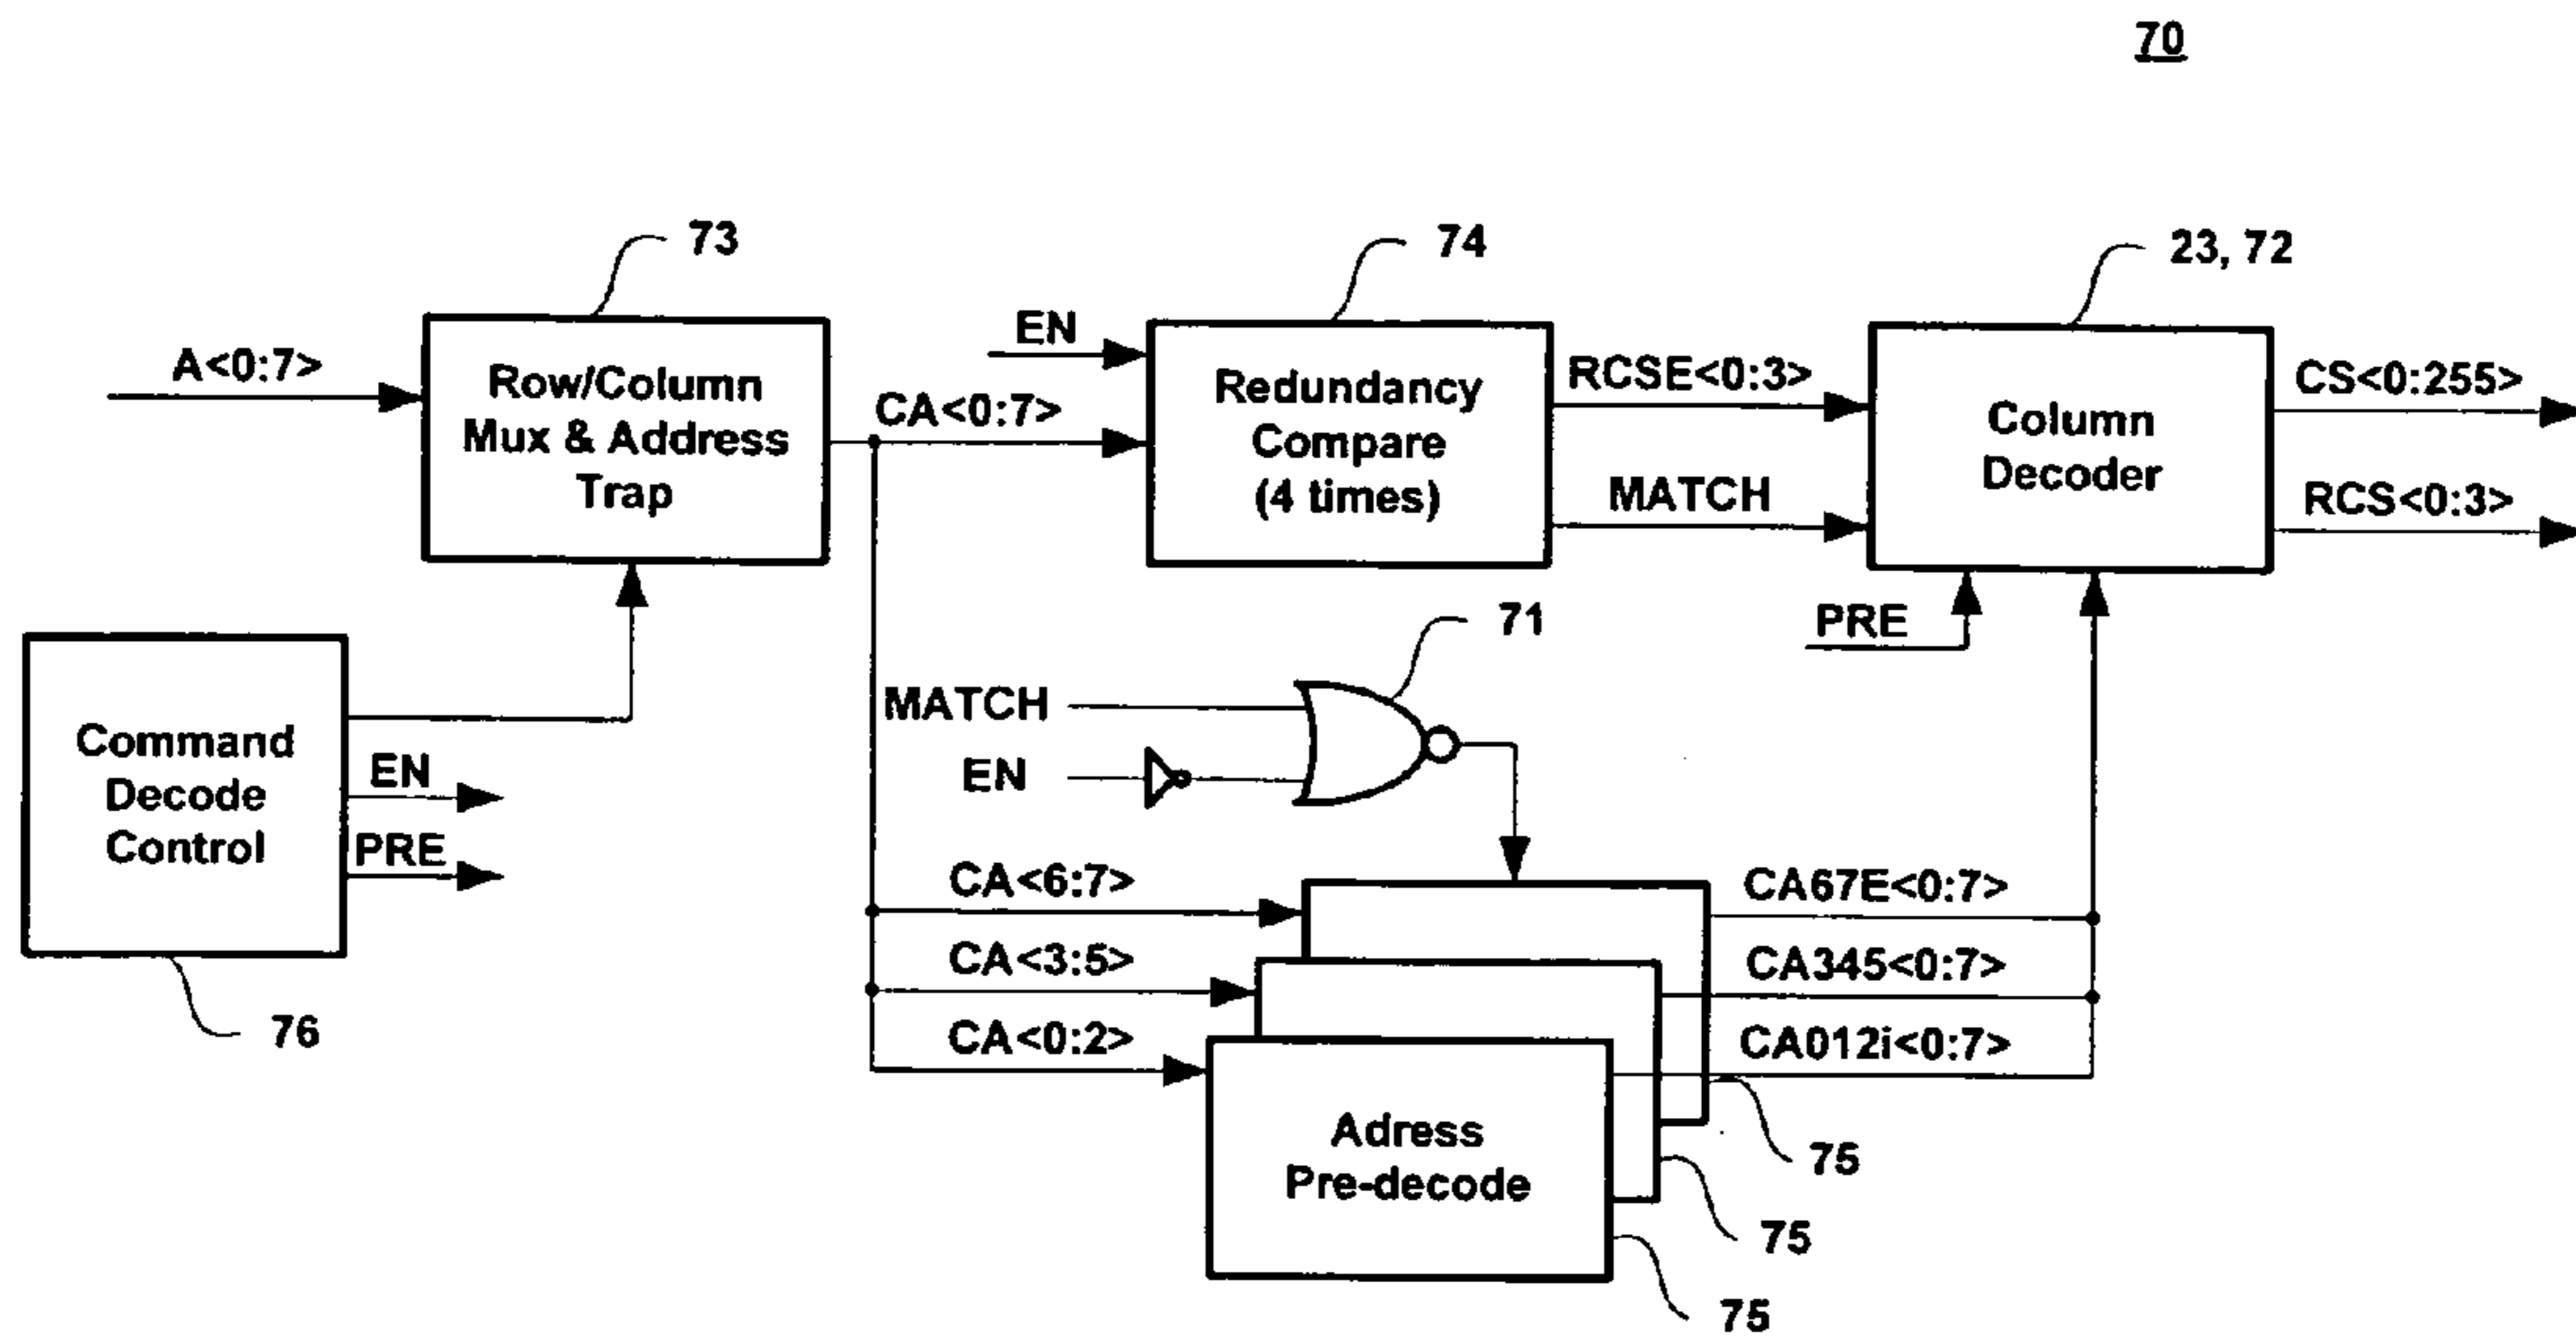 70
73
74
23, 72
A<0:7>
Row/Column
Mux & Address
Trap
EN
CA<0:7>
Redundancy
Compare
(4 times)
RCSE<0:3>
MATCH
Column
Decoder
CS<0:255>
RCS<0:3>
PRE
71
MATCH
EN
Command
Decode
Control
EN
PRE
76
CA<6:7>
CA<3:5>
CA<0:2>
CA67E<0:7>
CA345<0:7>
CA012i<0:7>
Adress
Pre-decode
75
75
75